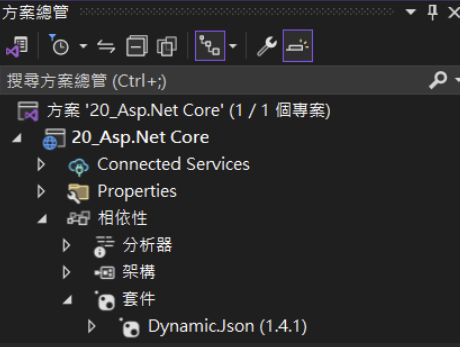 方案總管
搜尋方案總管 (Ctrl+;)
方案 '20_Asp.Net Core' (1 / 1 個專案)
20_Asp.Net Core
Connected Services
Properties
相依性
分析器
架構
套件
DynamicJson (1.4.1)